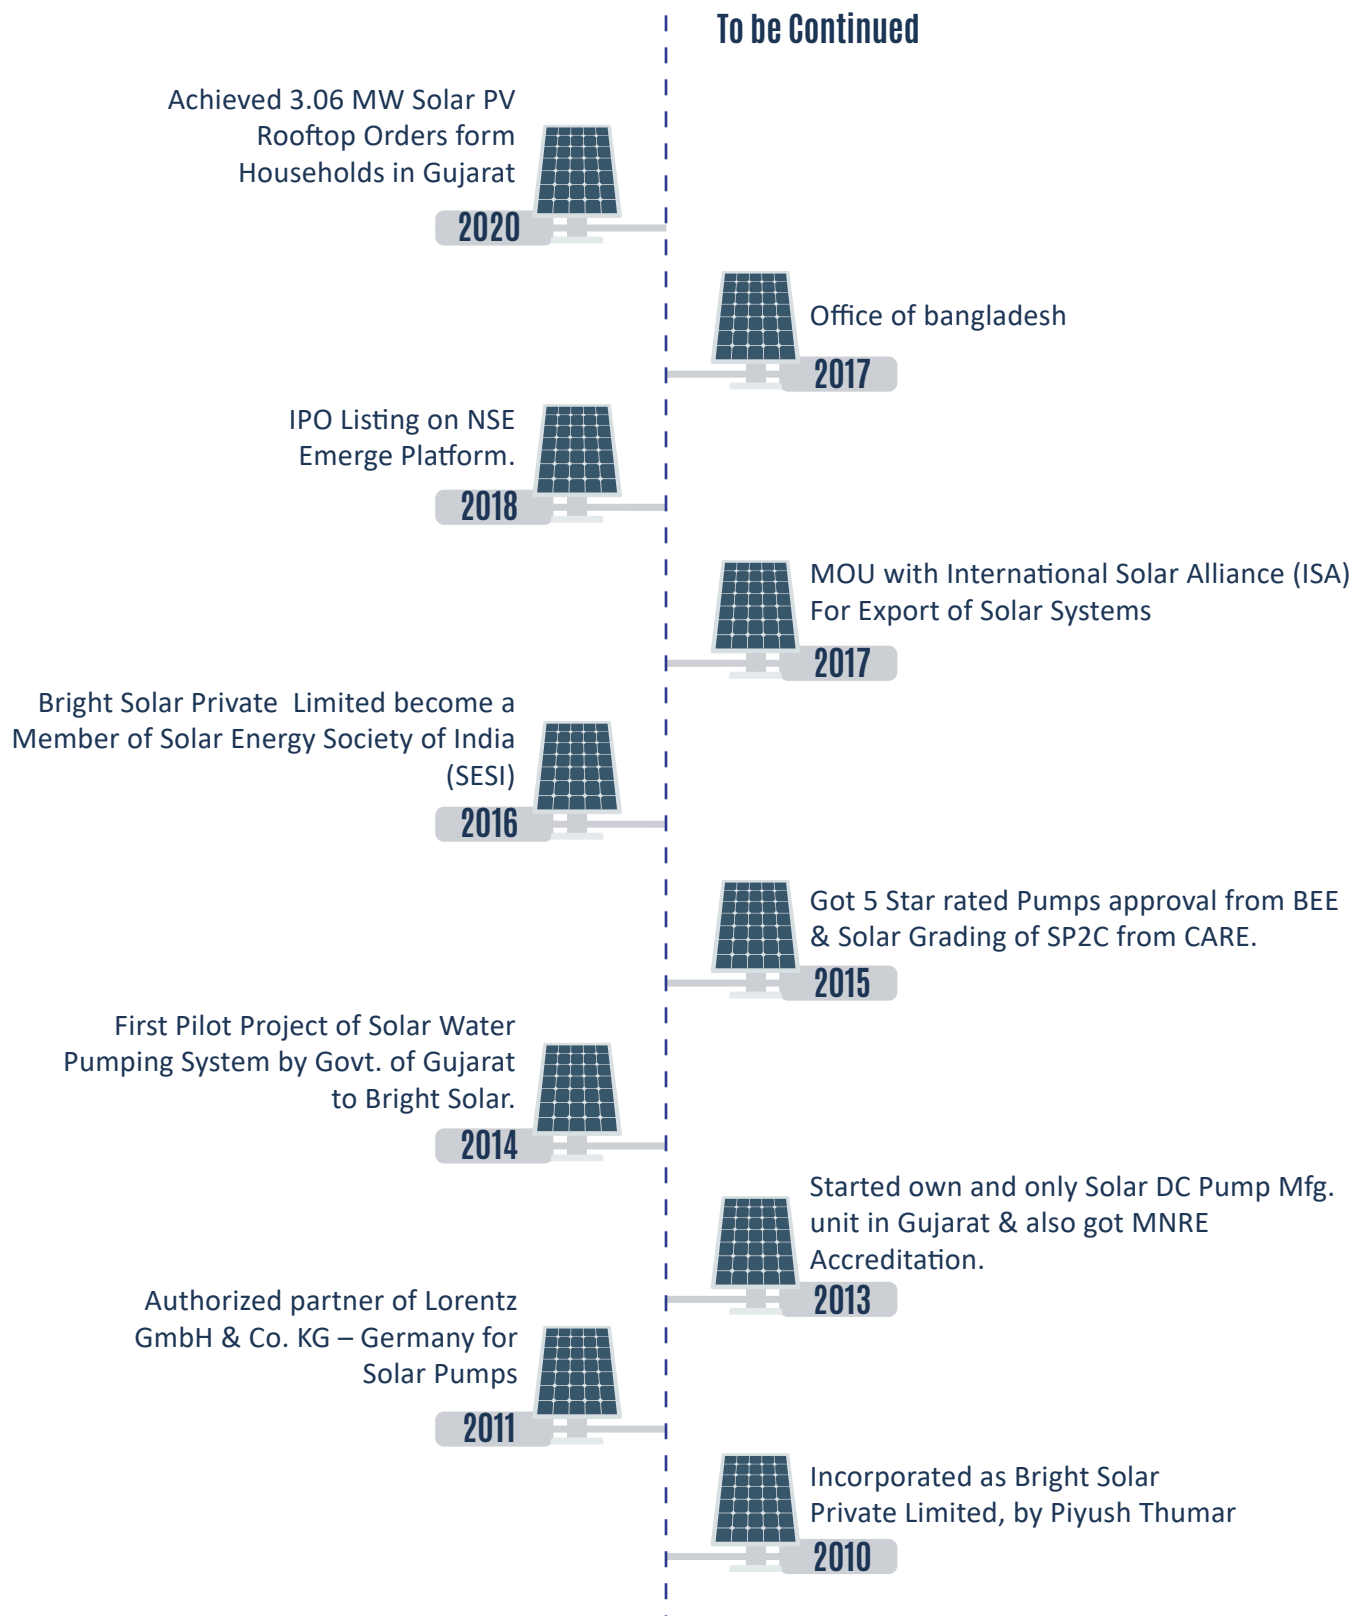 To be Continued
Achieved 3.06 MW Solar PV
Rooftop Orders form
Households in Gujarat
2020
Office of bangladesh
2017
IPO Listing on NSE
Emerge Platform.
2018
MOU with International Solar Alliance (ISA)
For Export of Solar Systems
2017
Bright Solar Private  Limited become a
Member of Solar Energy Society of India
(SESI)
2016
Got 5 Star rated Pumps approval from BEE
& Solar Grading of SP2C from CARE.
2015
First Pilot Project of Solar Water
Pumping System by Govt. of Gujarat
to Bright Solar.
2014
Started own and only Solar DC Pump Mfg.
unit in Gujarat & also got MNRE
Accreditation.
2013
Authorized partner of Lorentz
GmbH & Co. KG – Germany for
Solar Pumps
2011
Incorporated as Bright Solar
Private Limited, by Piyush Thumar
2010